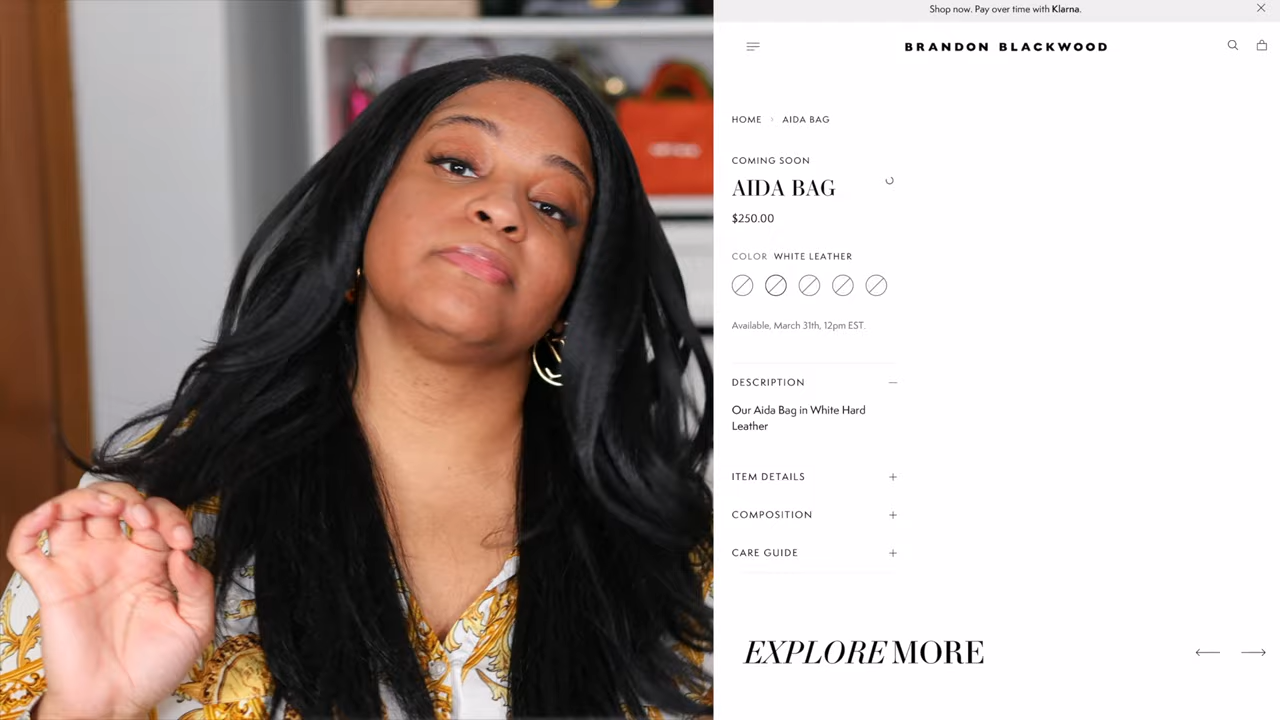 Shop now. Pay over time with Klarna.
BRANDON BLACKWOOD
HOME > AIDA BAG
COMING SOON
AIDA BAG
$250.00
COLOR WHITE LEATHER
Available, March 31th, 12pm EST.
DESCRIPTION
Our Aida Bag in White Hard
Leather
ITEM DETAILS
COMPOSITION
CARE GUIDE
EXPLORE MORE